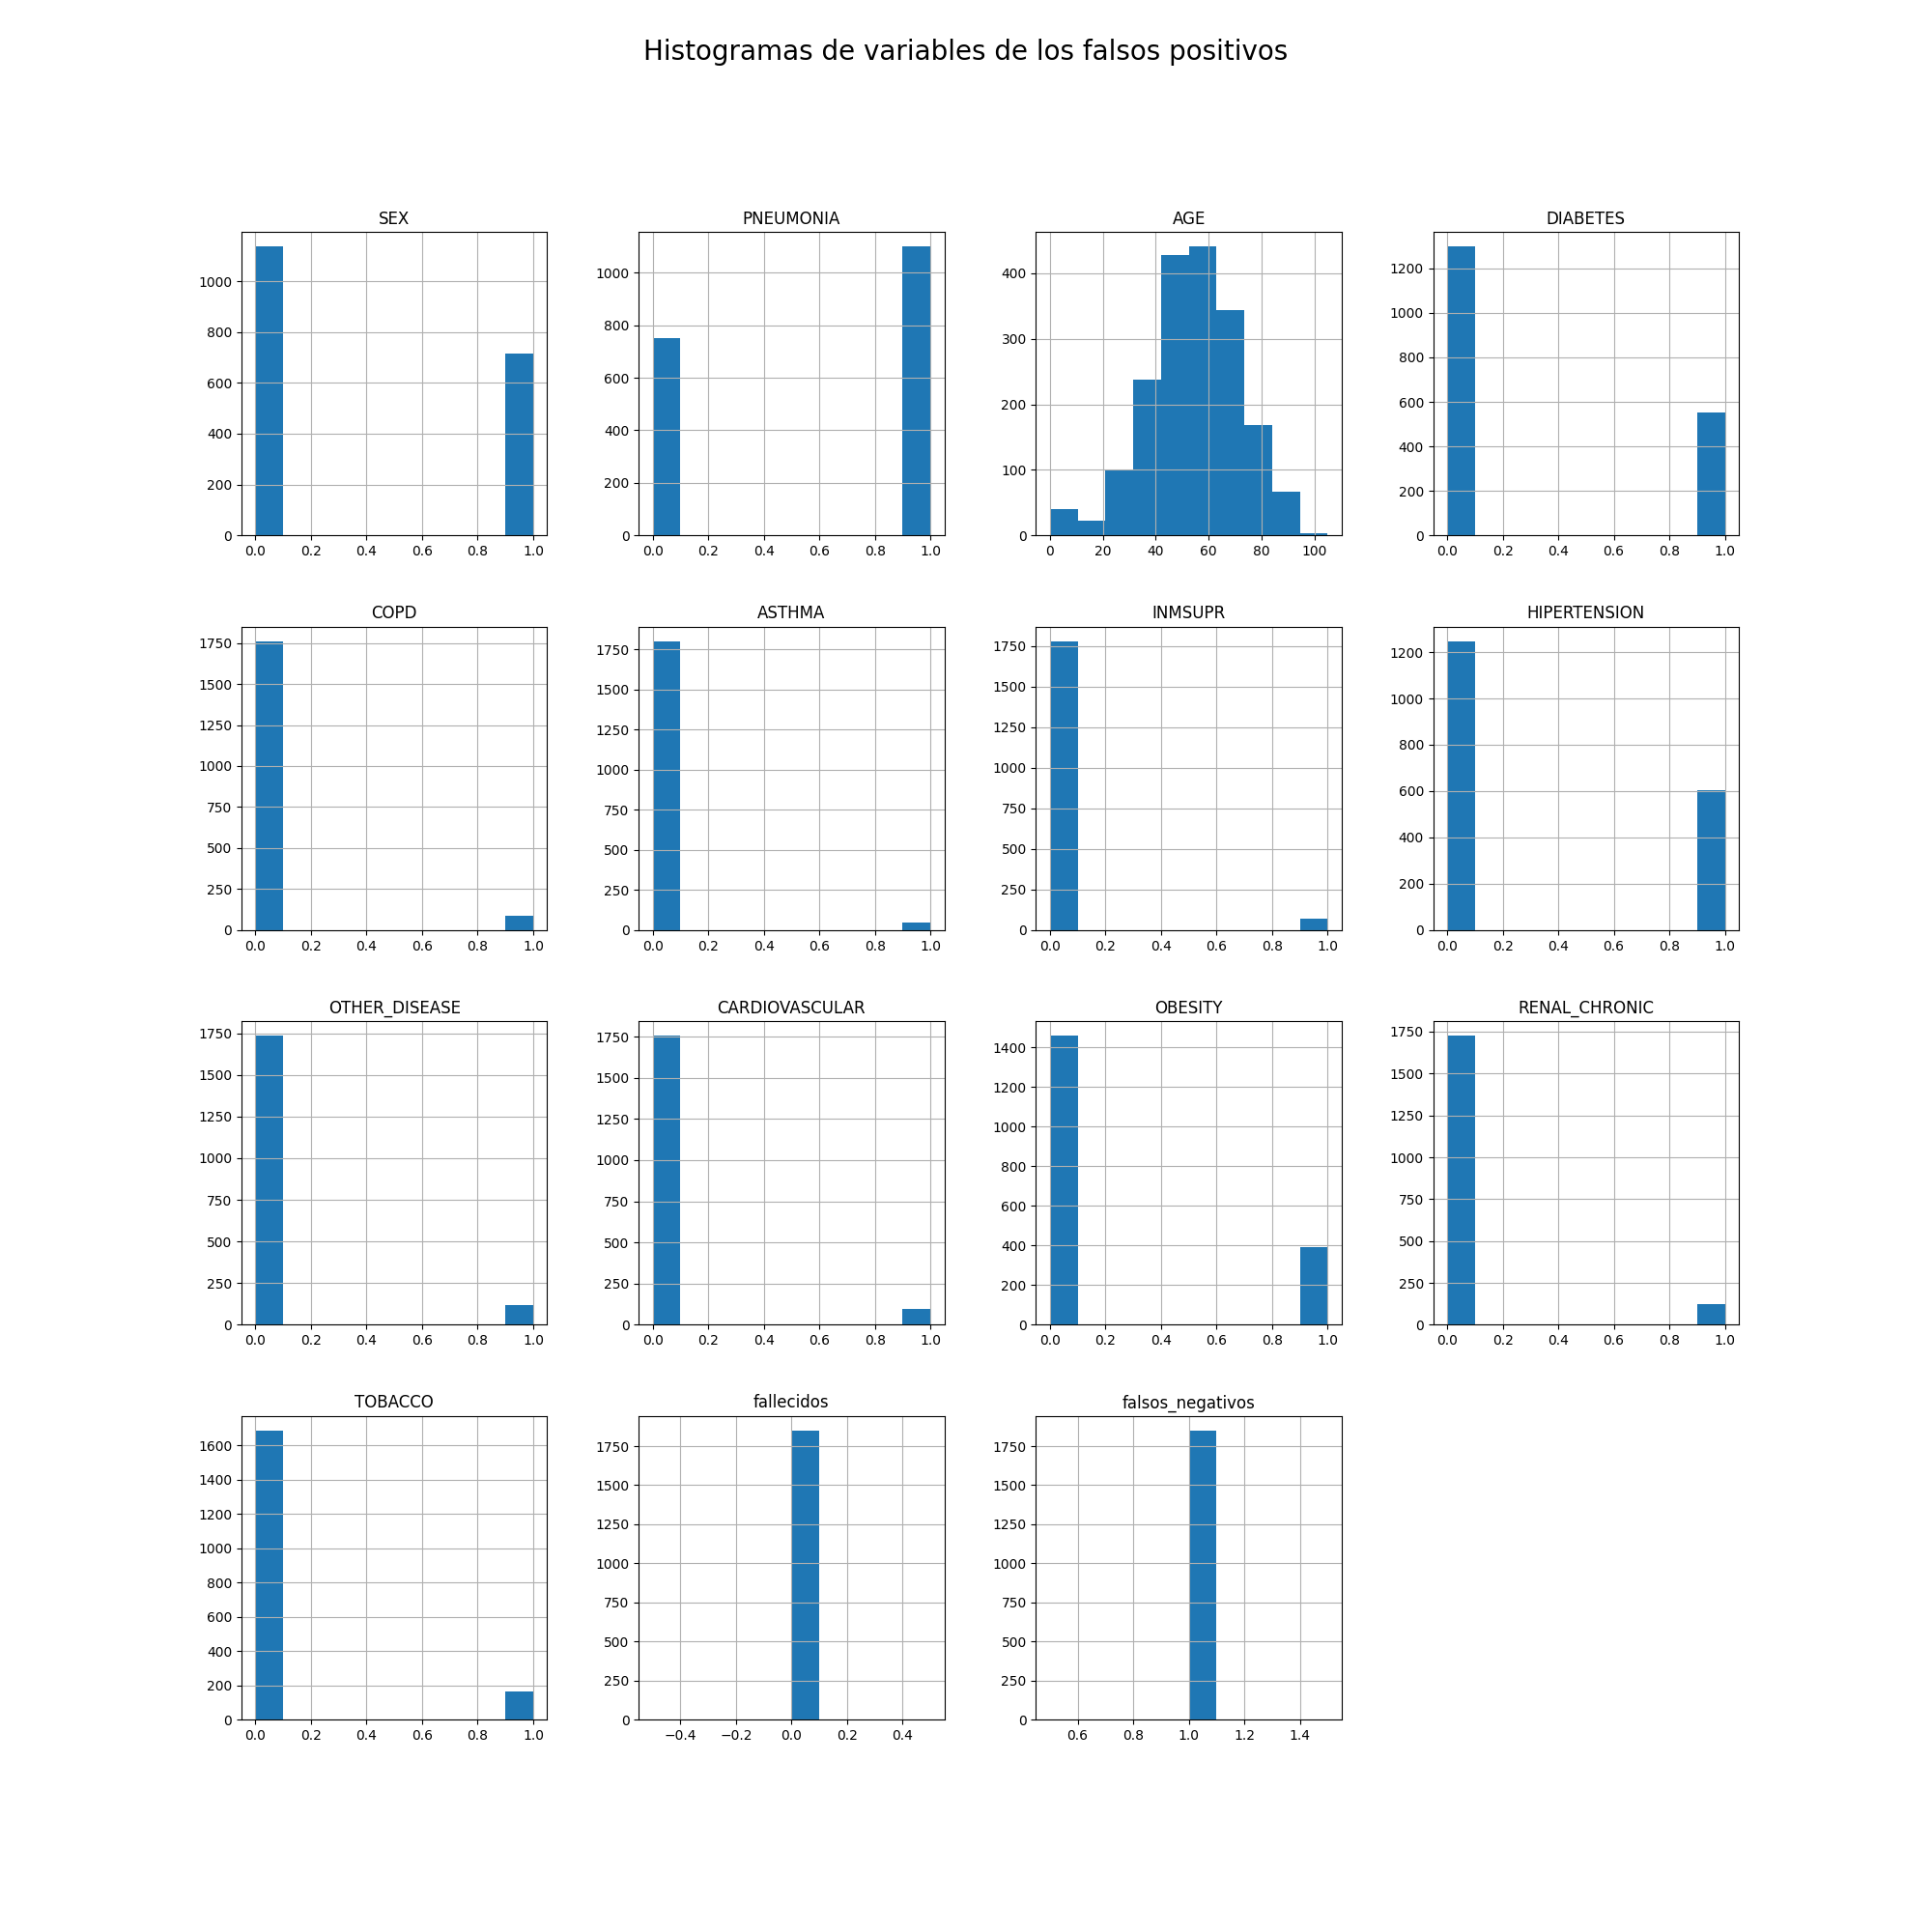 Histogramas de variables de los falsos positivos
SEX PNEUMONIA AGE DIABETES
1000 800 600 400 200 0
0.0 0.2 0.4 0.6 0.8 1.0
1000 800 600 400 200 0
0.0 0.2 0.4 0.6 0.8 1.0
400 300 200 100 0
0 20 40 60 80 100
1200 1000 800 600 400 200 0
0.0 0.2 0.4 0.6 0.8 1.0
COPD ASTHMA INMSUPR HIPERTENSION
1750 1500 1250 1000 750 500 250 0
0.0 0.2 0.4 0.6 0.8 1.0
1750 1500 1250 1000 750 500 250 0
0.0 0.2 0.4 0.6 0.8 1.0
1750 1500 1250 1000 750 500 250 0
0.0 0.2 0.4 0.6 0.8 1.0
1200 1000 800 600 400 200 0
0.0 0.2 0.4 0.6 0.8 1.0
OTHER_DISEASE CARDIOVASCULAR OBESITY RENAL_CHRONIC
1750 1500 1250 1000 750 500 250 0
0.0 0.2 0.4 0.6 0.8 1.0
1750 1500 1250 1000 750 500 250 0
0.0 0.2 0.4 0.6 0.8 1.0
1400 1200 1000 800 600 400 200 0
0.0 0.2 0.4 0.6 0.8 1.0
1750 1500 1250 1000 750 500 250 0
0.0 0.2 0.4 0.6 0.8 1.0
TOBACCO fallecidos falsos_negativos
1600 1400 1200 1000 800 600 400 200 0
0.0 0.2 0.4 0.6 0.8 1.0
1750 1500 1250 1000 750 500 250 0
−0.4 −0.2 0.0 0.2 0.4
1750 1500 1250 1000 750 500 250 0
0.6 0.8 1.0 1.2 1.4